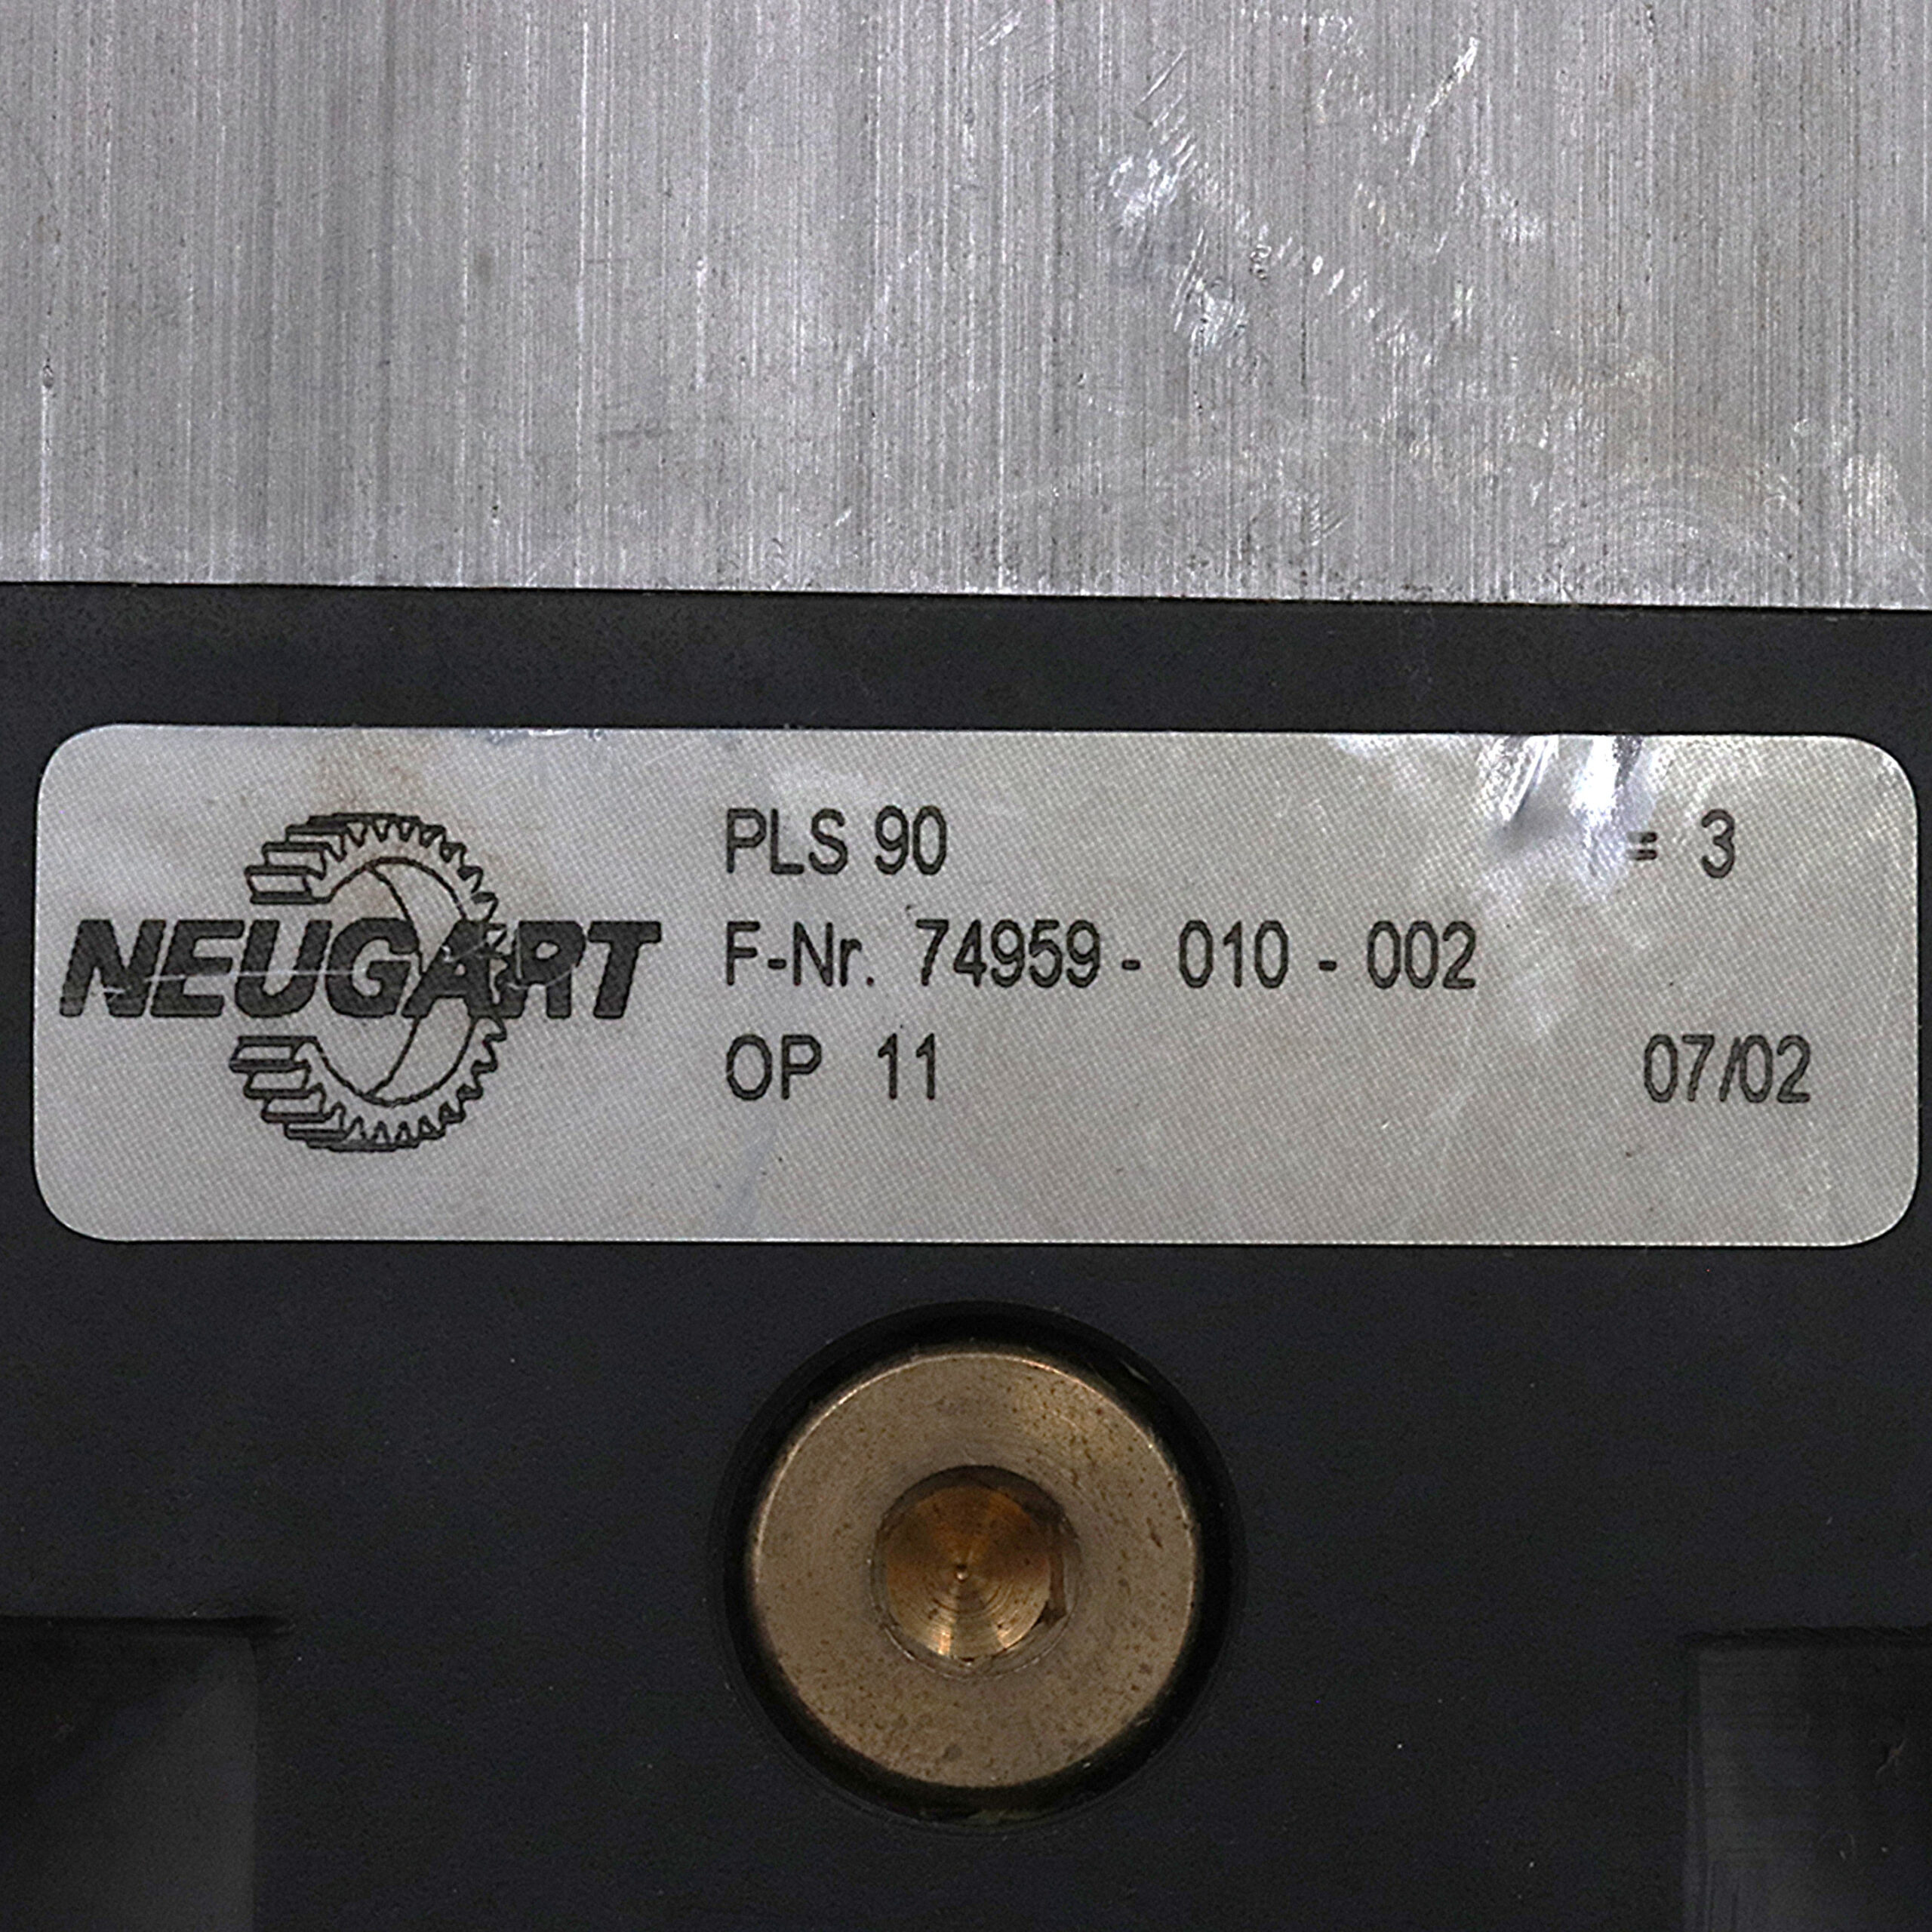 NEUGART
PLS 90 = 3
F-Nr. 74959 - 010 - 002
OP 11 07/02